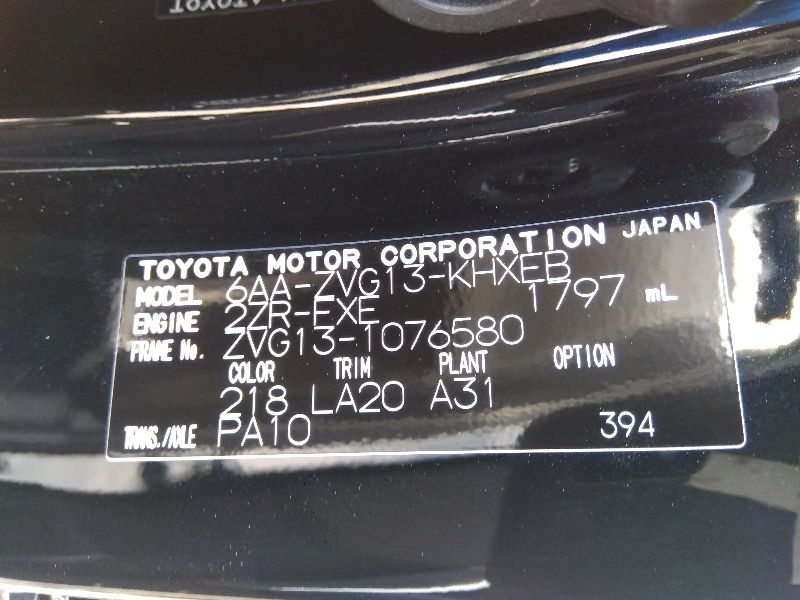 TOYOTA MOTOR CORPORATION JAPAN
MODEL 6AA-ZVG13-KHXEB
ENGINE 2ZR-FXE 1797 mL
FRAME No. ZVG13-1076580
COLOR TRIM PLANT OPTION
218 LA20 A31
TRANS./AXLE PA10 394